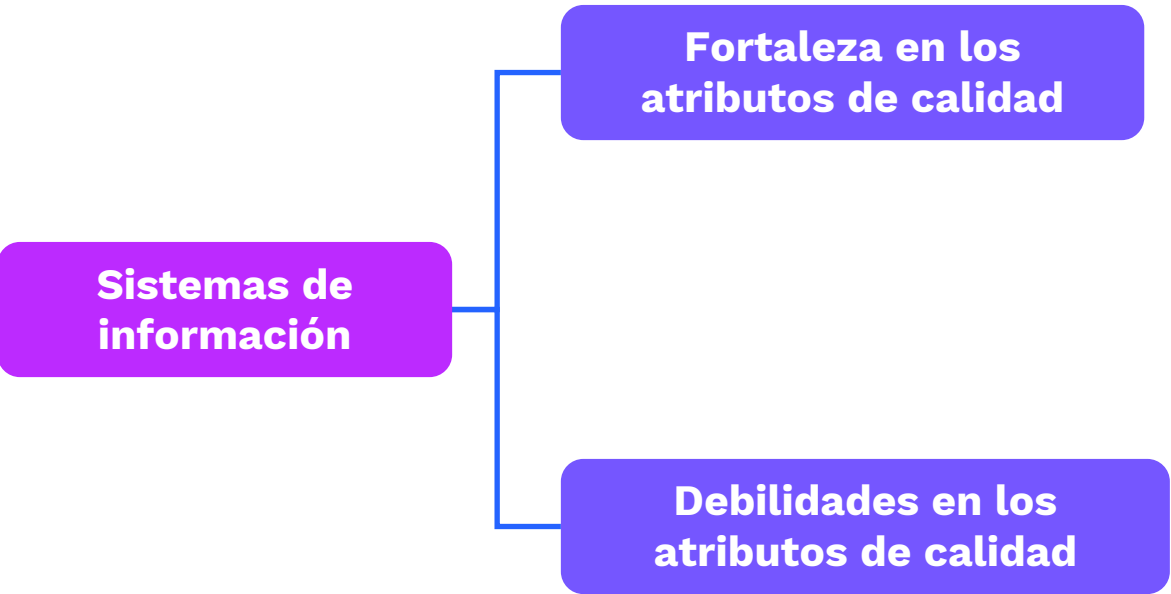 Fortaleza en los
atributos de calidad
Sistemas de
información
Debilidades en los
atributos de calidad